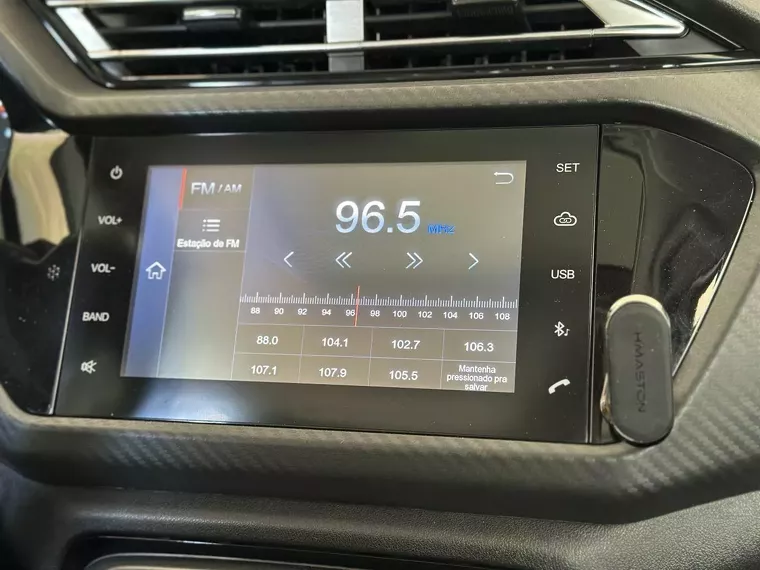 FM / AM
SET
VOL+
96.5 MHz
Estação de FM
USB
VOL-
BAND
88 90 92 94 96 98 100 102 104 106 108
88.0 104.1 102.7 106.3
107.1 107.9 105.5 Mantenha
pressionado pra
salvar
HMASTON